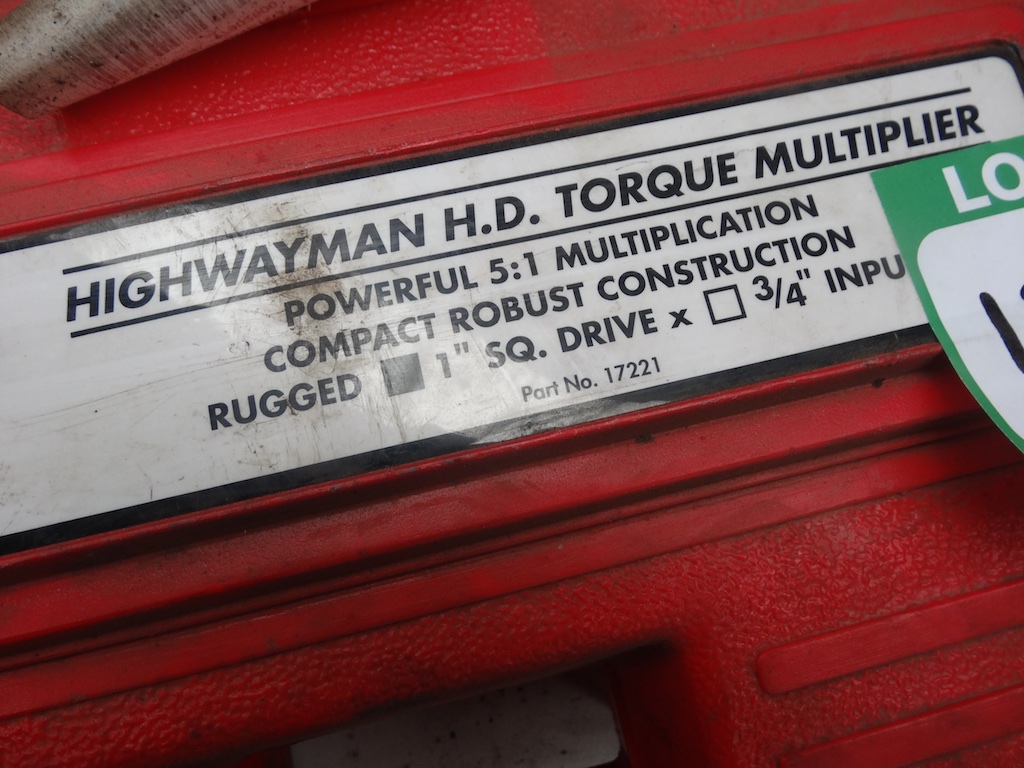 HIGHWAYMAN H.D. TORQUE MULTIPLIER
POWERFUL 5:1 MULTIPLICATION
COMPACT ROBUST CONSTRUCTION
RUGGED ■ 1" SQ. DRIVE x □ 3/4" INPU
Part No. 17221
LO